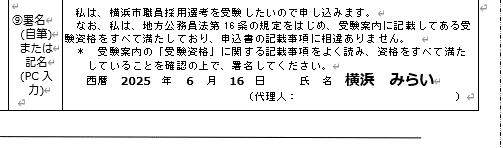 ⑨署名
(自筆)
または
記名
(PC入
力)
私は、横浜市職員採用選考を受験したいので申し込みます。
なお、私は、地方公務員法第16条の規定をはじめ、受験案内に記載してある受
験資格をすべて満たしており、申込書の記載事項に相違ありません。
＊　受験案内の「受験資格」に関する記載事項をよく読み、資格をすべて満た
していることを確認の上で、署名してください。
西暦　2025　年　6　月　16　日　　氏　名　横浜　みらい
（代理人：　　　　　　　　　　　　　　）